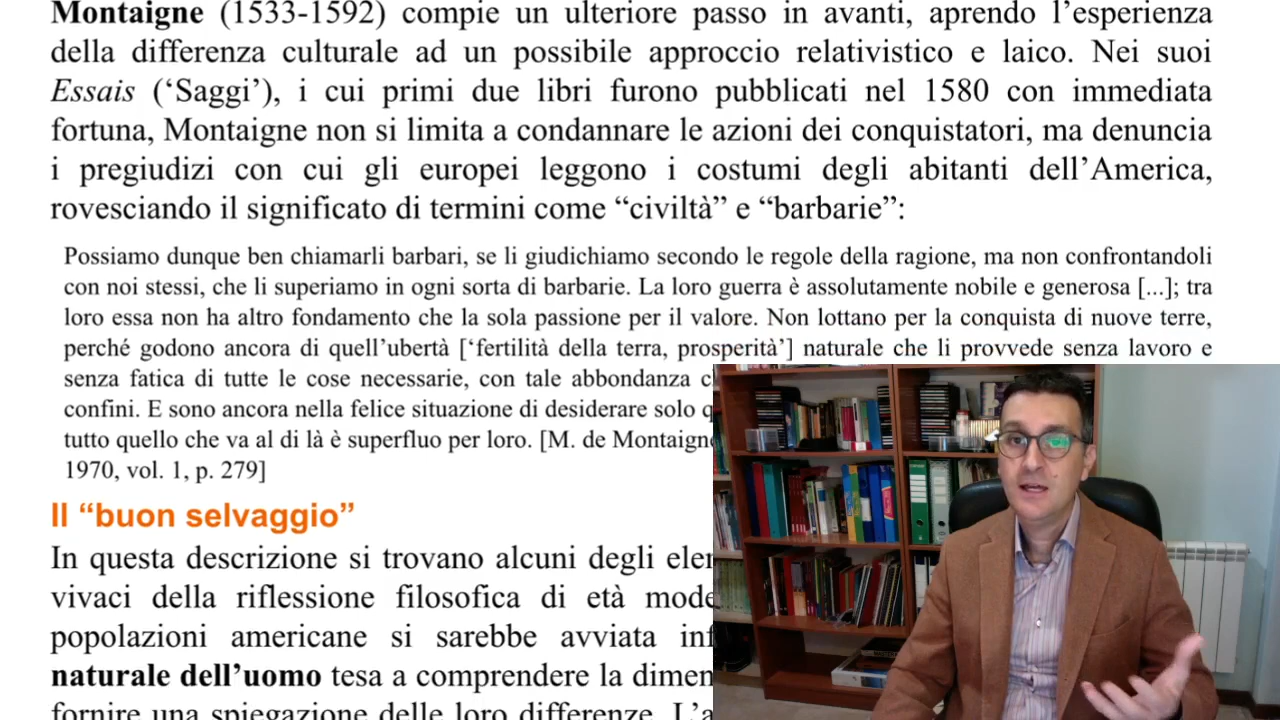 Montaigne (1533-1592) compie un ulteriore passo in avanti, aprendo l’esperienza
della differenza culturale ad un possibile approccio relativistico e laico. Nei suoi
Essais (‘Saggi’), i cui primi due libri furono pubblicati nel 1580 con immediata
fortuna, Montaigne non si limita a condannare le azioni dei conquistatori, ma denuncia
i pregiudizi con cui gli europei leggono i costumi degli abitanti dell’America,
rovesciando il significato di termini come “civiltà” e “barbarie”:
Possiamo dunque ben chiamarli barbari, se li giudichiamo secondo le regole della ragione, ma non confrontandoli
con noi stessi, che li superiamo in ogni sorta di barbarie. La loro guerra è assolutamente nobile e generosa [...]; tra
loro essa non ha altro fondamento che la sola passione per il valore. Non lottano per la conquista di nuove terre,
perché godono ancora di quell’ubertà [‘fertilità della terra, prosperità’] naturale che li provvede senza lavoro e
senza fatica di tutte le cose necessarie, con tale abbondanza
confini. E sono ancora nella felice situazione di desiderare solo
tutto quello che va al di là è superfluo per loro. [M. de Montaigne
1970, vol. 1, p. 279]
Il “buon selvaggio”
In questa descrizione si trovano alcuni degli
vivaci della riflessione filosofica di età
popolazioni americane si sarebbe avviata
naturale dell’uomo tesa a comprendere la
fornire una spiegazione delle loro differenze.